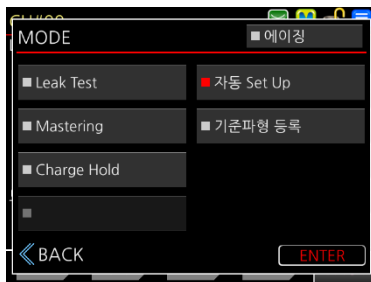 MODE
■ 에이징
■ Leak Test
■ 자동 Set Up
■ Mastering
■ 기준파형 등록
■ Charge Hold
■
BACK
ENTER